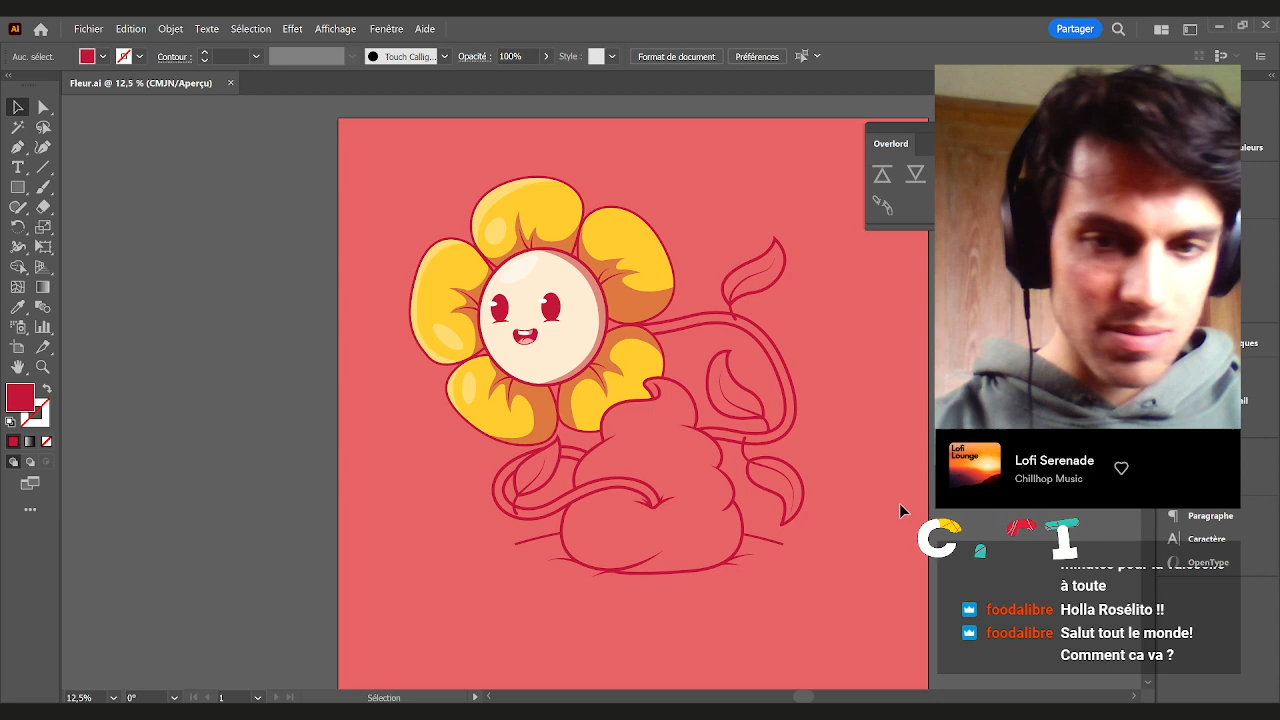 Ai
Fichier Edition Objet Texte Sélection Effet Affichage Fenêtre Aide
Partager
Auc. sélect. Contour : Touch Callig... Opacité : 100% Style : Format de document Préférences
Fleur.ai @ 12,5 % (CMJN/Aperçu)
Overlord
Lofi Lounge
Lofi Serenade
Chillhop Music
Paragraphe
Caractère
OpenType
à toute
foodalibre Holla Rosélito !!
foodalibre Salut tout le monde!
Comment ca va ?
12,5% 0° 1 Sélection